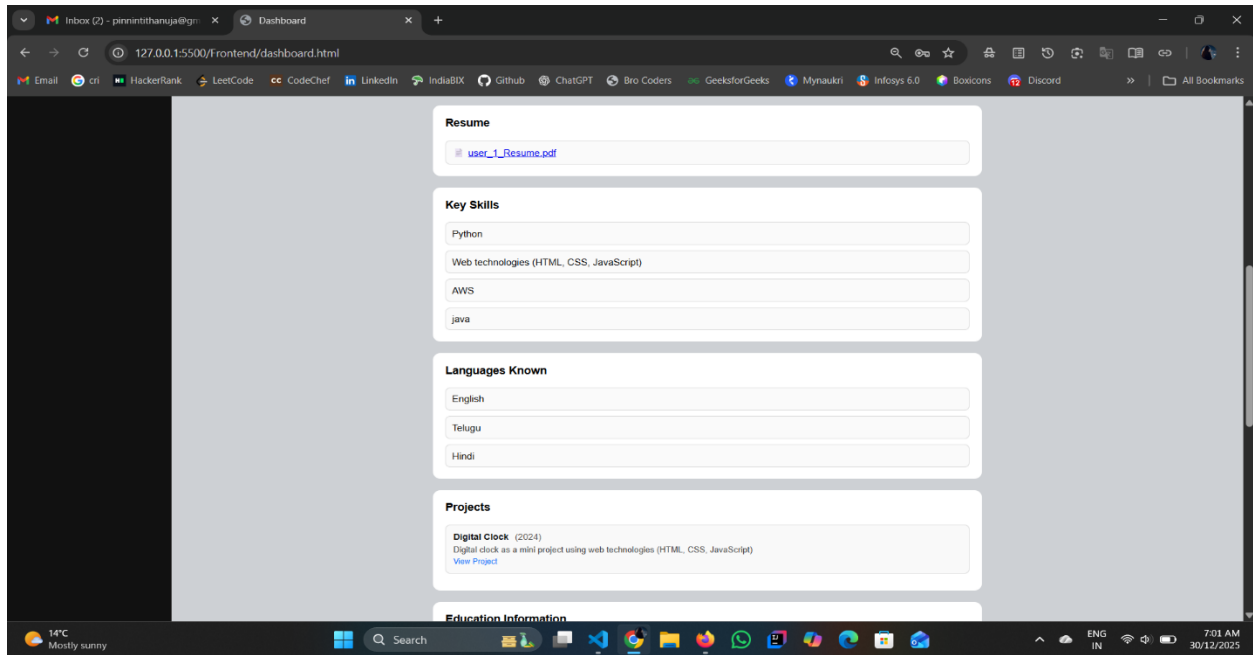 Inbox (2) - pinnintithanuja@gm
Dashboard
127.0.0.1:5500/Frontend/dashboard.html
Email cri HackerRank LeetCode CodeChef LinkedIn IndiaBIX Github ChatGPT Bro Coders GeeksforGeeks Mynaukri Infosys 6.0 Boxicons 12 Discord » All Bookmarks
Resume
user_1_Resume.pdf
Key Skills
Python
Web technologies (HTML, CSS, JavaScript)
AWS
java
Languages Known
English
Telugu
Hindi
Projects
Digital Clock (2024)
Digital clock as a mini project using web technologies (HTML, CSS, JavaScript)
View Project
Education Information
14°C
Mostly sunny
Search
ENG
IN
7:01 AM
30/12/2025